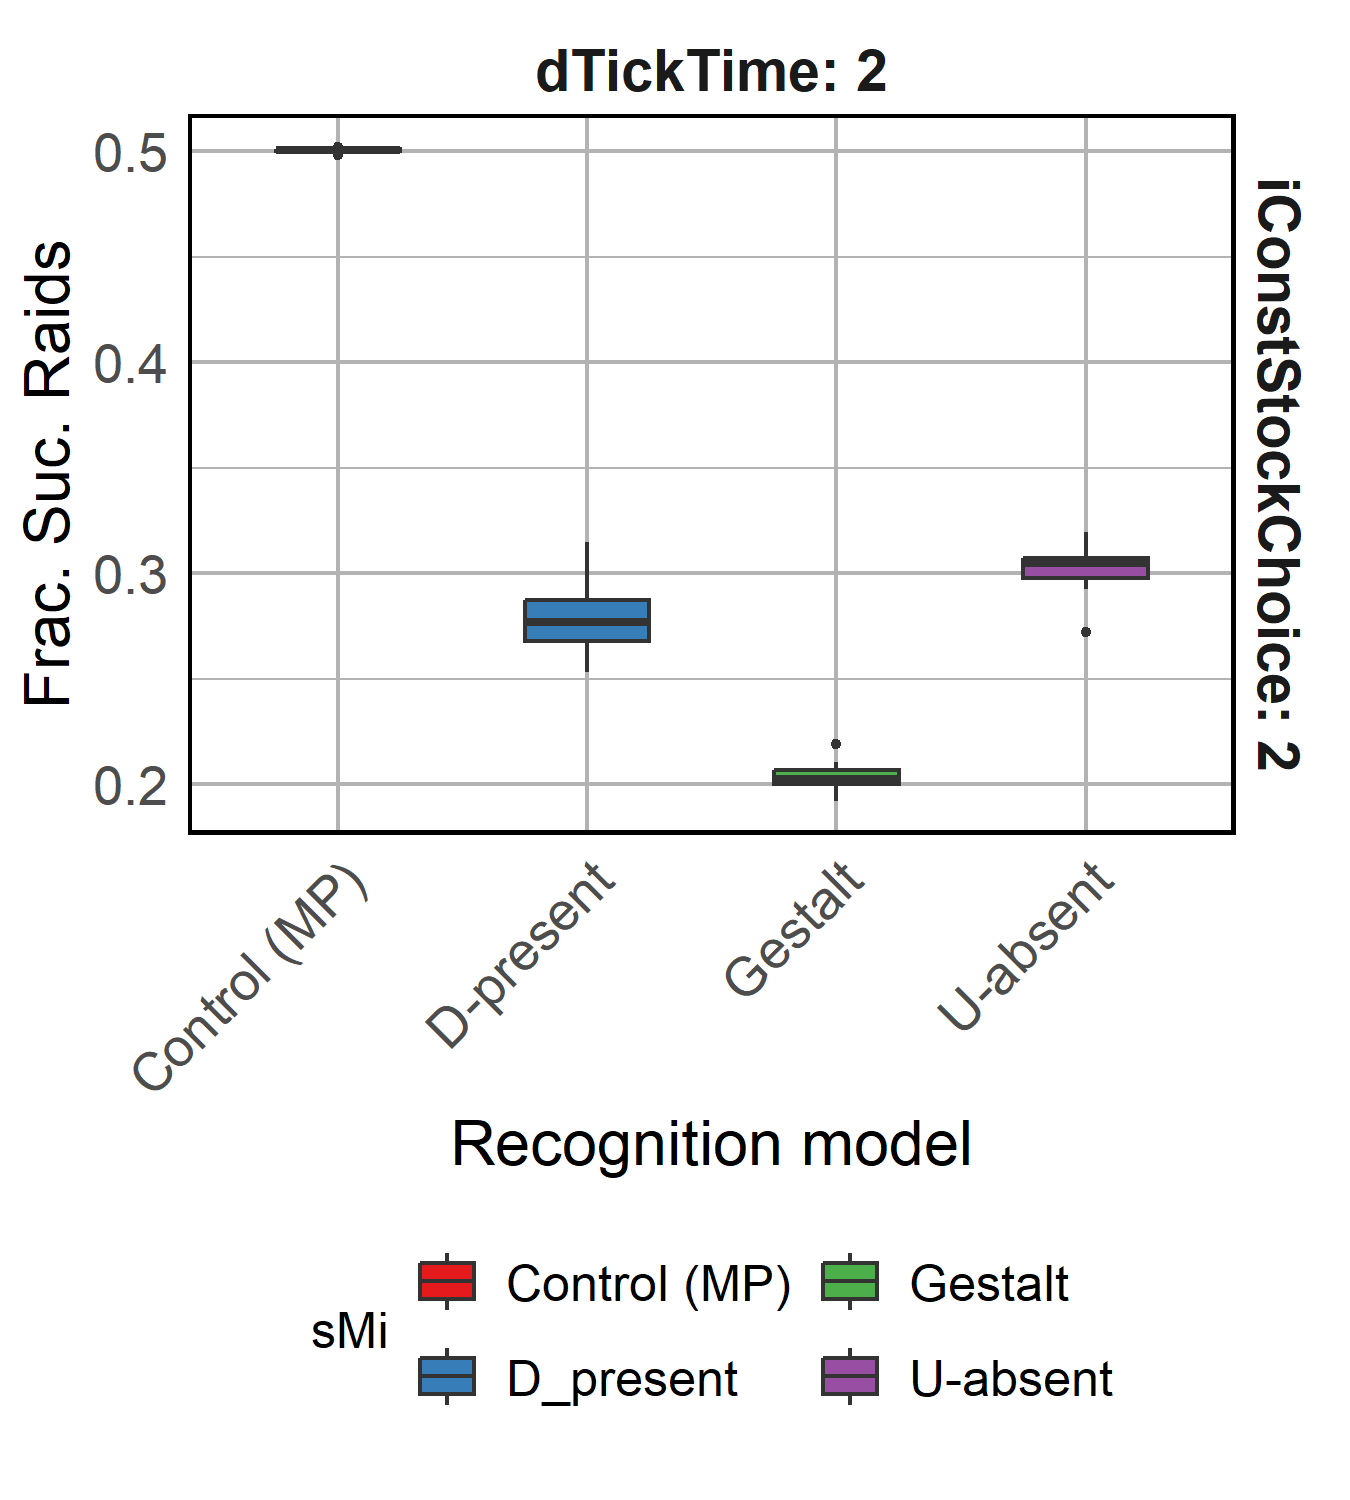 dTickTime: 2
iConstStockChoice: 2
Frac. Suc. Raids
0.5
0.4
0.3
0.2
Control (MP)
D-present
Gestalt
U-absent
Recognition model
sMi
Control (MP)
D_present
Gestalt
U-absent